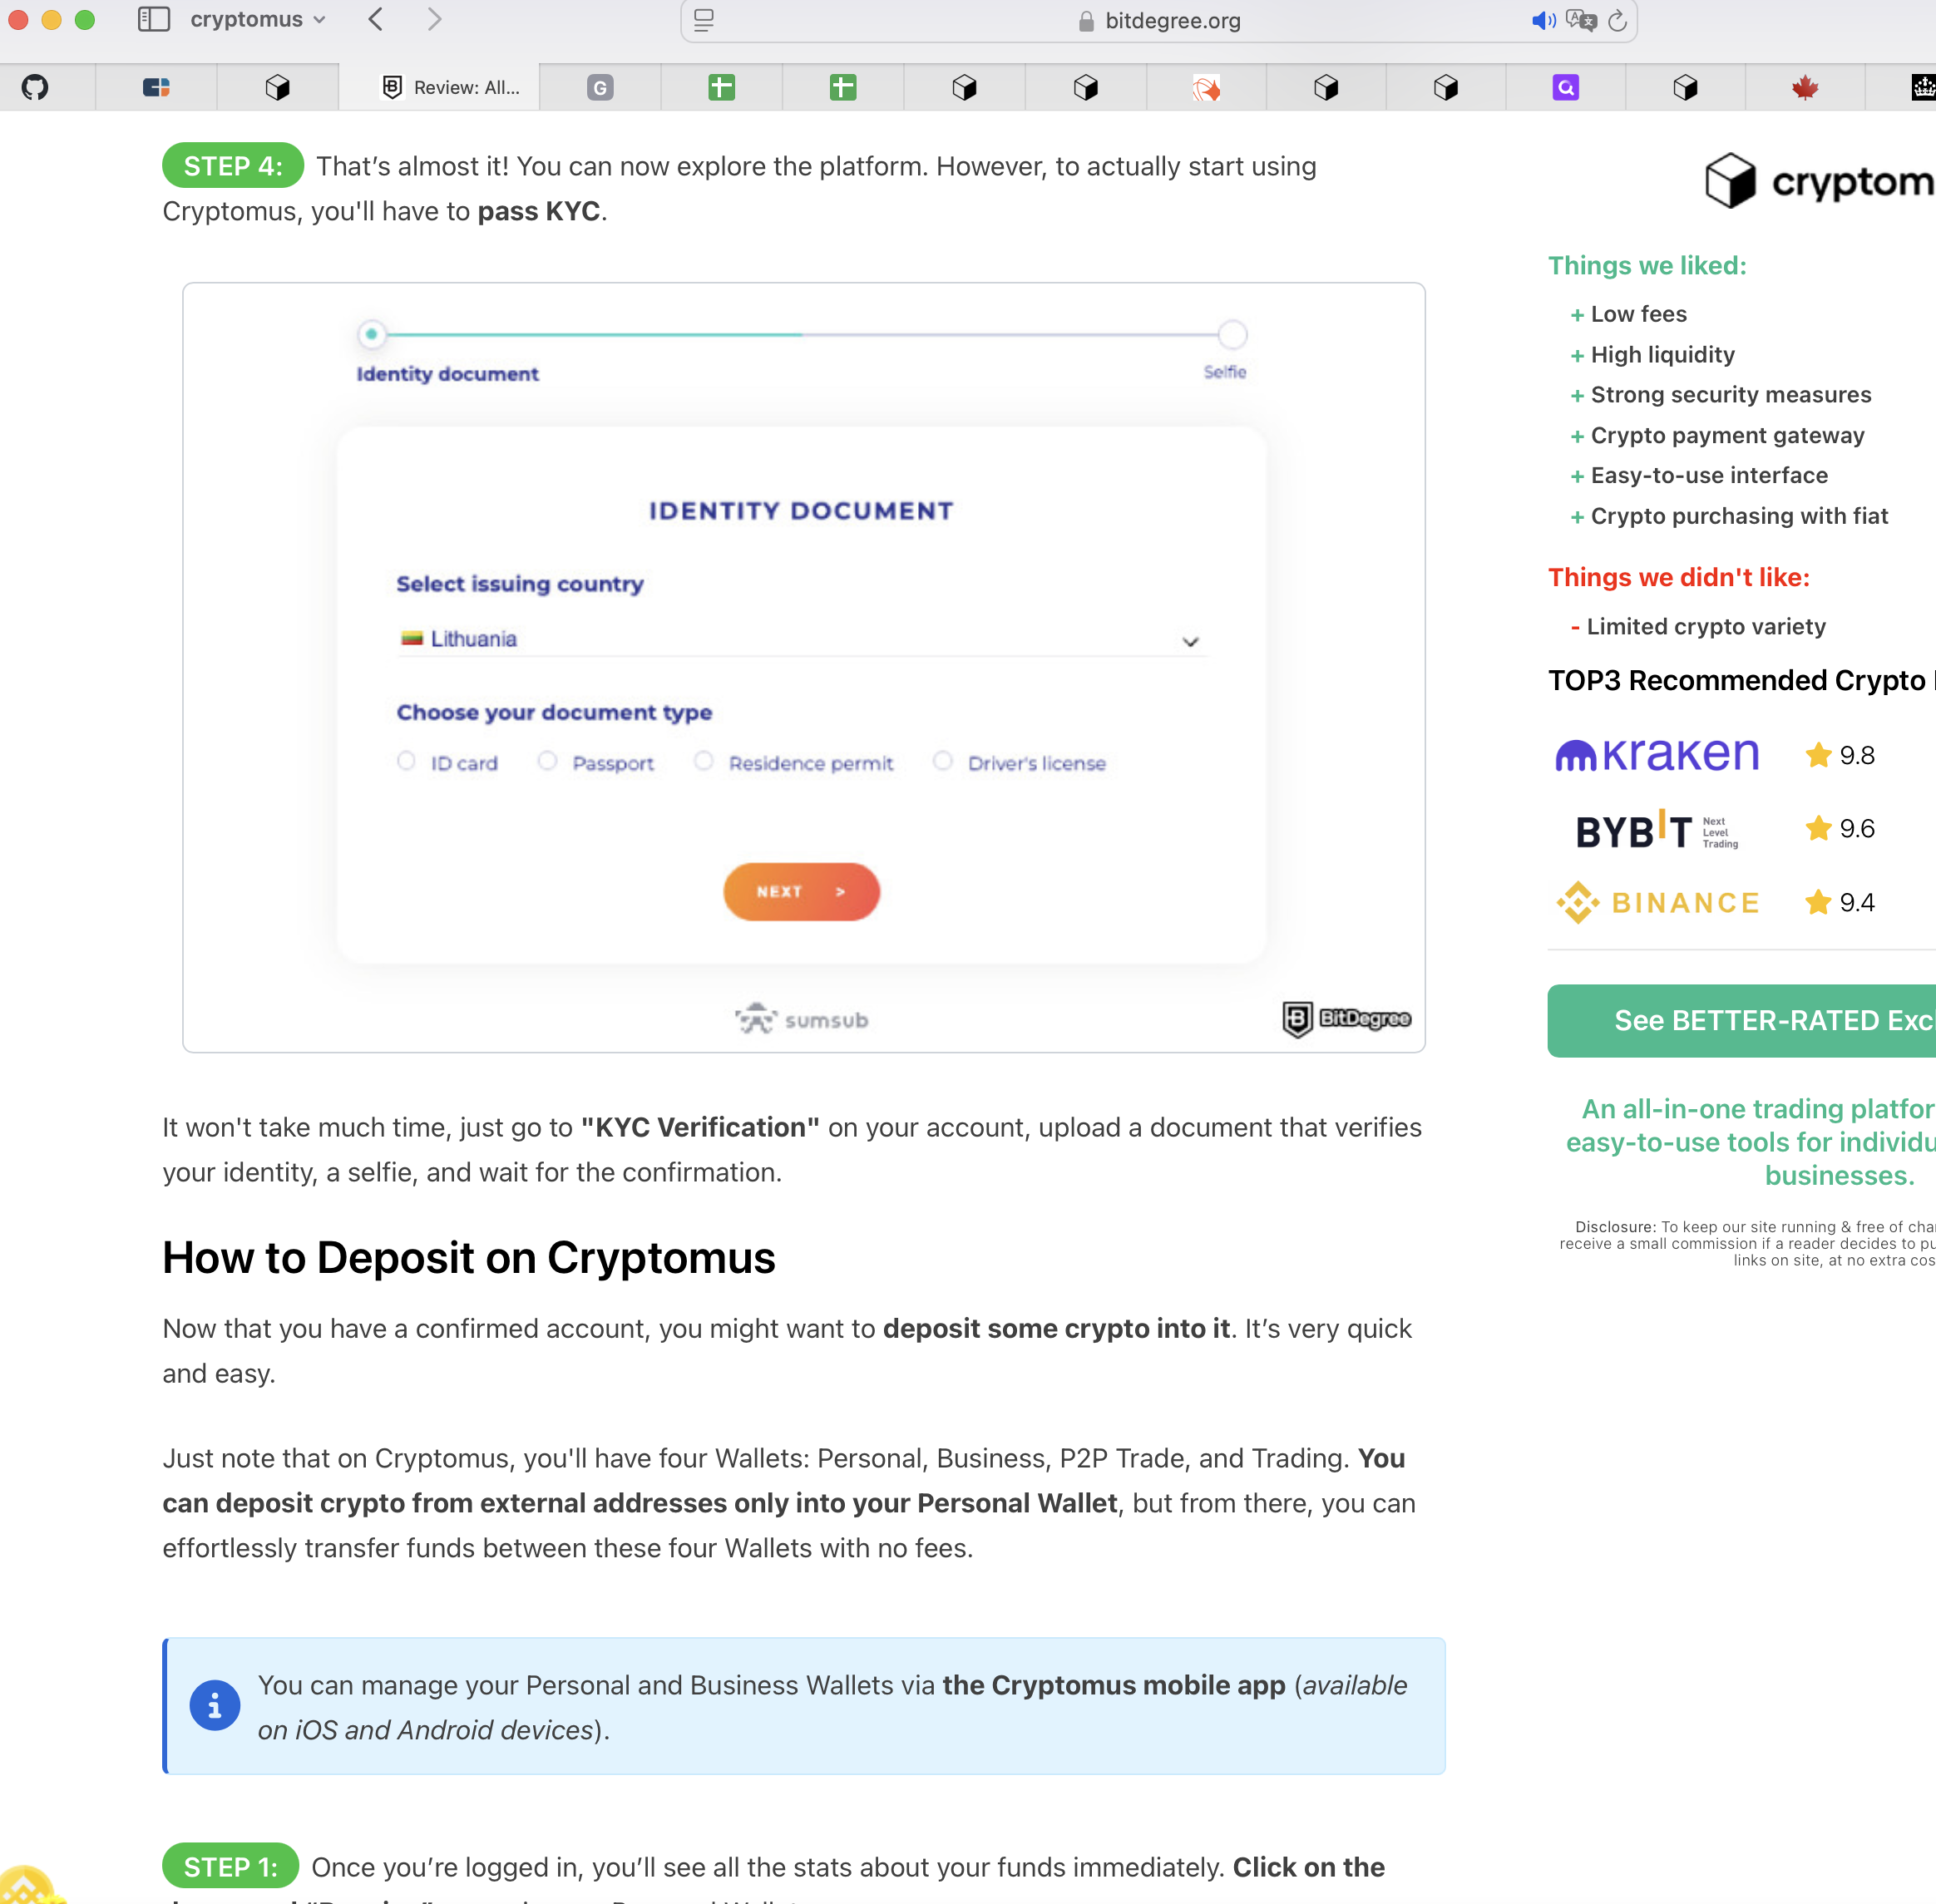 cryptomus
bitdegree.org
G
Review: All...
STEP 4: That’s almost it! You can now explore the platform. However, to actually start using
Cryptomus, you'll have to pass KYC.
Identity document
Selfie
IDENTITY DOCUMENT
Select issuing country
Lithuania
Choose your document type
ID card
Passport
Residence permit
Driver's license
NEXT >
sumsub
BitDegree
It won't take much time, just go to "KYC Verification" on your account, upload a document that verifies
your identity, a selfie, and wait for the confirmation.
How to Deposit on Cryptomus
Now that you have a confirmed account, you might want to deposit some crypto into it. It’s very quick
and easy.
Just note that on Cryptomus, you'll have four Wallets: Personal, Business, P2P Trade, and Trading. You
can deposit crypto from external addresses only into your Personal Wallet, but from there, you can
effortlessly transfer funds between these four Wallets with no fees.
You can manage your Personal and Business Wallets via the Cryptomus mobile app (available
on iOS and Android devices).
STEP 1: Once you’re logged in, you’ll see all the stats about your funds immediately. Click on the
cryptom
Things we liked:
+ Low fees
+ High liquidity
+ Strong security measures
+ Crypto payment gateway
+ Easy-to-use interface
+ Crypto purchasing with fiat
Things we didn't like:
- Limited crypto variety
TOP3 Recommended Crypto
kraken 9.8
BYBIT Next Level Trading 9.6
BINANCE 9.4
See BETTER-RATED Exc
An all-in-one trading platfor
easy-to-use tools for individu
businesses.
Disclosure: To keep our site running & free of cha
receive a small commission if a reader decides to pu
links on site, at no extra cos